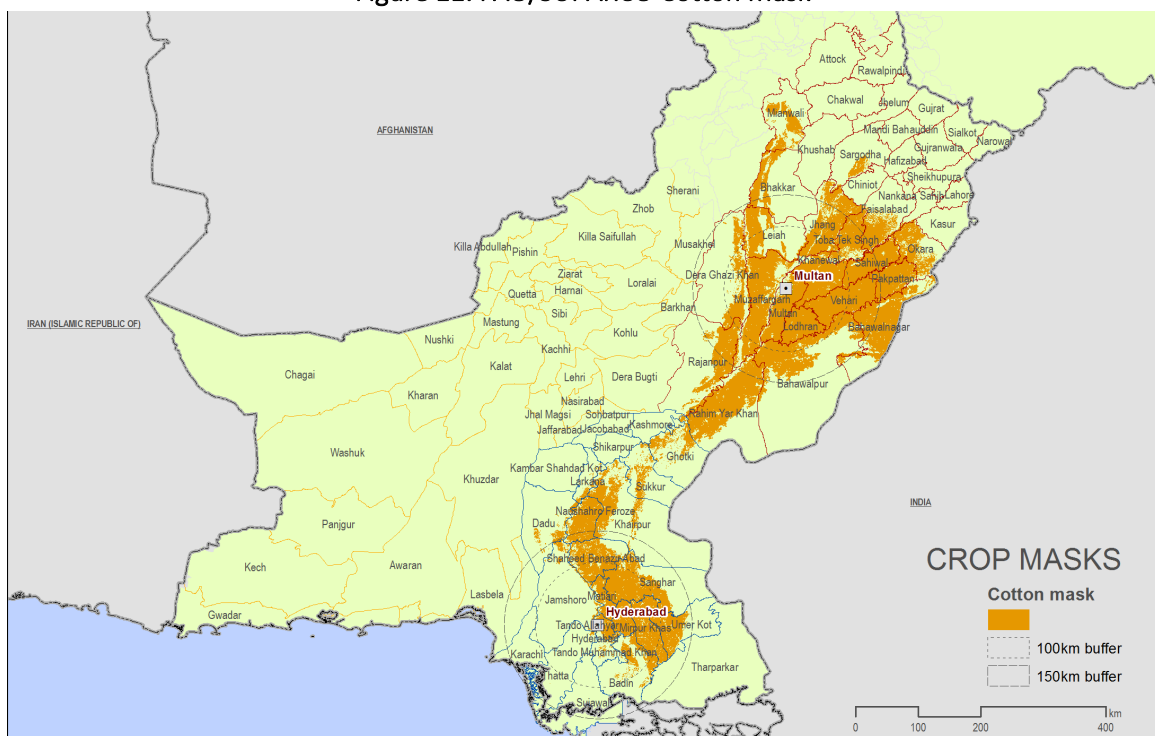 Attock
Rawalpindi
Chakwal
Jhelum
Gujrat
Mianwali
AFGHANISTAN
Mandi Bahauddin
Sialkot
Narowal
Khushab
Sargodha
Gujranwala
Hafizabad
Sheikhupura
Bhakkar
Chiniot
Nankana Sahib
Lahore
Sherani
Faisalabad
Zhob
Kasur
Jhang
Leiah
Killa Saifullah
Musakhel
Toba Tek Singh
Killa Abdullah
Okara
Pishin
Khanewal
Sahiwal
Dera Ghazi Khan
Multan
Pakpattan
Ziarat
Loralai
Harnai
Quetta
Muzaffargarh
Vehari
Barkhan
Sibi
Multan
IRAN (ISLAMIC REPUBLIC OF)
Mastung
Lodhran
Bahawalnagar
Kohlu
Nushki
Kachhi
Rajanpur
Kalat
Chagai
Lehri
Dera Bugti
Bahawalpur
Kharan
Nasirabad
Jhal Magsi
Sohbatpur
Rahim Yar Khan
Kashmore
Jaffarabad
Jacobabad
Shikarpur
Washuk
Ghotki
Kambar Shahdad Kot
Khuzdar
Larkana
Sukkur
INDIA
Naushahro Feroze
Panjgur
Dadu
Khairpur
Shaheed Benazir Abad
Kech
Awaran
Sanghar
Lasbela
Jamshoro
Matiari
Gwadar
Hyderabad
Tando Allahyar
Mirpur Khas
Umer Kot
Hyderabad
Karachi
Tando Muhammad Khan
Tharparkar
Thatta
Badin
Sujawal
CROP MASKS
Cotton mask
100km buffer
150km buffer
km
0 100 200 400